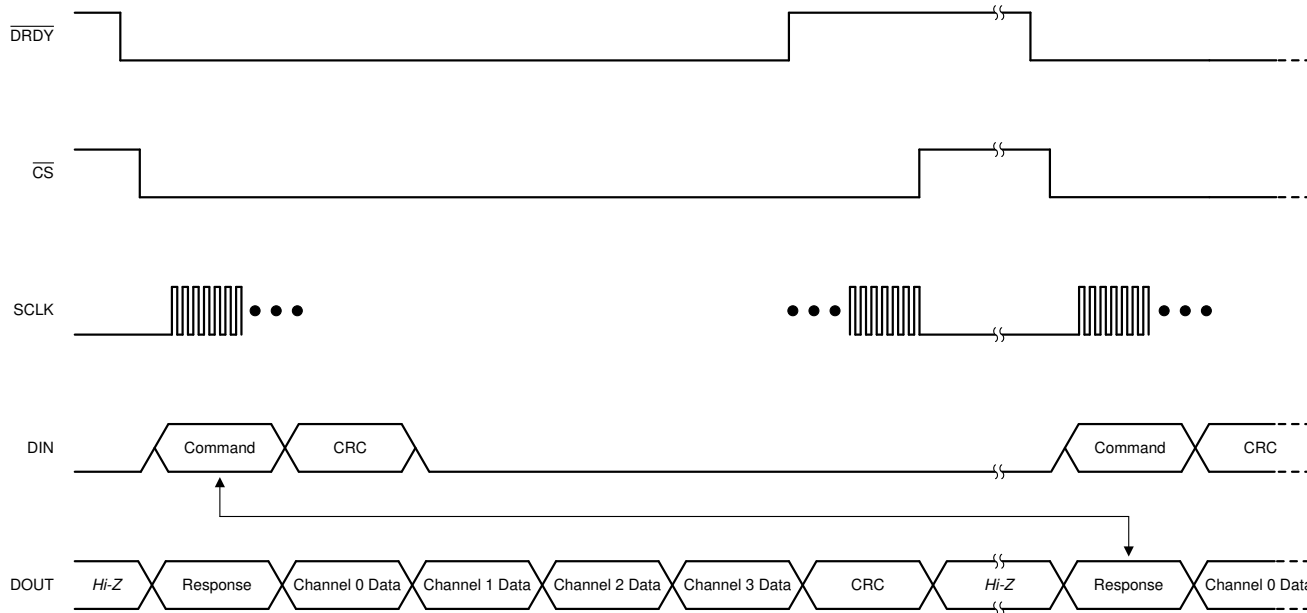 DRDY
CS
SCLK
DIN
Command
CRC
Command
CRC
DOUT
Hi-Z
Response
Channel 0 Data
Channel 1 Data
Channel 2 Data
Channel 3 Data
CRC
Hi-Z
Response
Channel 0 Data